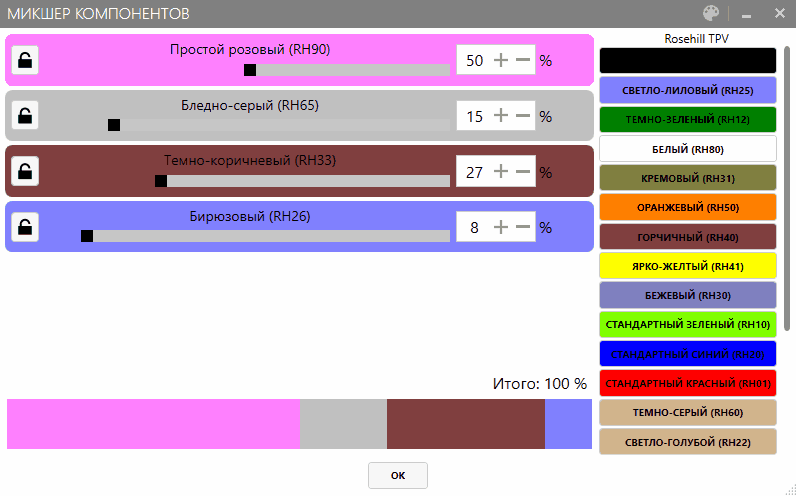 МИКШЕР КОМПОНЕНТОВ
Простой розовый (RH90)
50 %
Бледно-серый (RH65)
15 %
Темно-коричневый (RH33)
27 %
Бирюзовый (RH26)
8 %
Итого: 100 %
OK
Rosehill TPV
СВЕТЛО-ЛИЛОВЫЙ (RH25)
ТЕМНО-ЗЕЛЕНЫЙ (RH12)
БЕЛЫЙ (RH80)
КРЕМОВЫЙ (RH31)
ОРАНЖЕВЫЙ (RH50)
ГОРЧИЧНЫЙ (RH40)
ЯРКО-ЖЕЛТЫЙ (RH41)
БЕЖЕВЫЙ (RH30)
СТАНДАРТНЫЙ ЗЕЛЕНЫЙ (RH10)
СТАНДАРТНЫЙ СИНИЙ (RH20)
СТАНДАРТНЫЙ КРАСНЫЙ (RH01)
ТЕМНО-СЕРЫЙ (RH60)
СВЕТЛО-ГОЛУБОЙ (RH22)